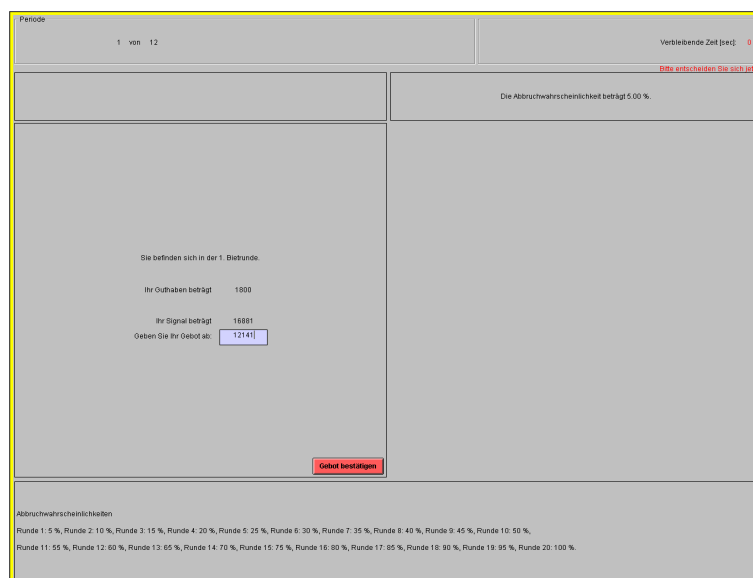 Periode
1 von 12
Verbleibende Zeit [sec]: 0
Bitte entscheiden Sie sich jet
Die Abbruchwahrscheinlichkeit beträgt 5.00 %.
Sie befinden sich in der 1. Bietrunde.
Ihr Guthaben beträgt 1800
Ihr Signal beträgt 16881
Geben Sie Ihr Gebot ab: 12141
Gebot bestätigen
Abbruchwahrscheinlichkeiten
Runde 1: 5 %, Runde 2: 10 %, Runde 3: 15 %, Runde 4: 20 %, Runde 5: 25 %, Runde 6: 30 %, Runde 7: 35 %, Runde 8: 40 %, Runde 9: 45 %, Runde 10: 50 %,
Runde 11: 55 %, Runde 12: 60 %, Runde 13: 65 %, Runde 14: 70 %, Runde 15: 75 %, Runde 16: 80 %, Runde 17: 85 %, Runde 18: 90 %, Runde 19: 95 %, Runde 20: 100 %.